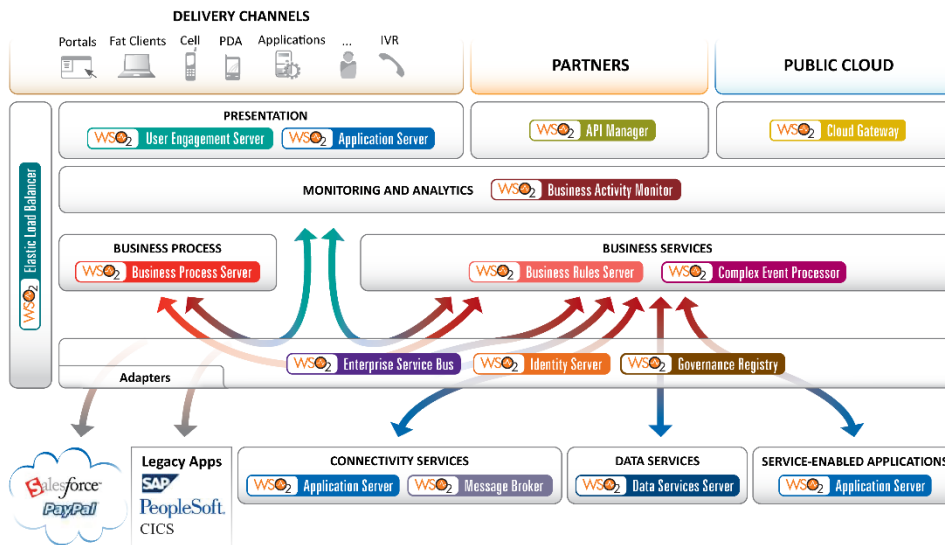 DELIVERY CHANNELS
Portals Fat Clients Cell PDA Applications ... IVR
PARTNERS
PUBLIC CLOUD
WSO2 Elastic Load Balancer
PRESENTATION
WSO2 User Engagement Server
WSO2 Application Server
WSO2 API Manager
WSO2 Cloud Gateway
MONITORING AND ANALYTICS
WSO2 Business Activity Monitor
BUSINESS PROCESS
WSO2 Business Process Server
BUSINESS SERVICES
WSO2 Business Rules Server
WSO2 Complex Event Processor
WSO2 Enterprise Service Bus
WSO2 Identity Server
WSO2 Governance Registry
Adapters
Salesforce™
PayPal
Legacy Apps
SAP
PeopleSoft.
CICS
CONNECTIVITY SERVICES
WSO2 Application Server
WSO2 Message Broker
DATA SERVICES
WSO2 Data Services Server
SERVICE-ENABLED APPLICATIONS
WSO2 Application Server